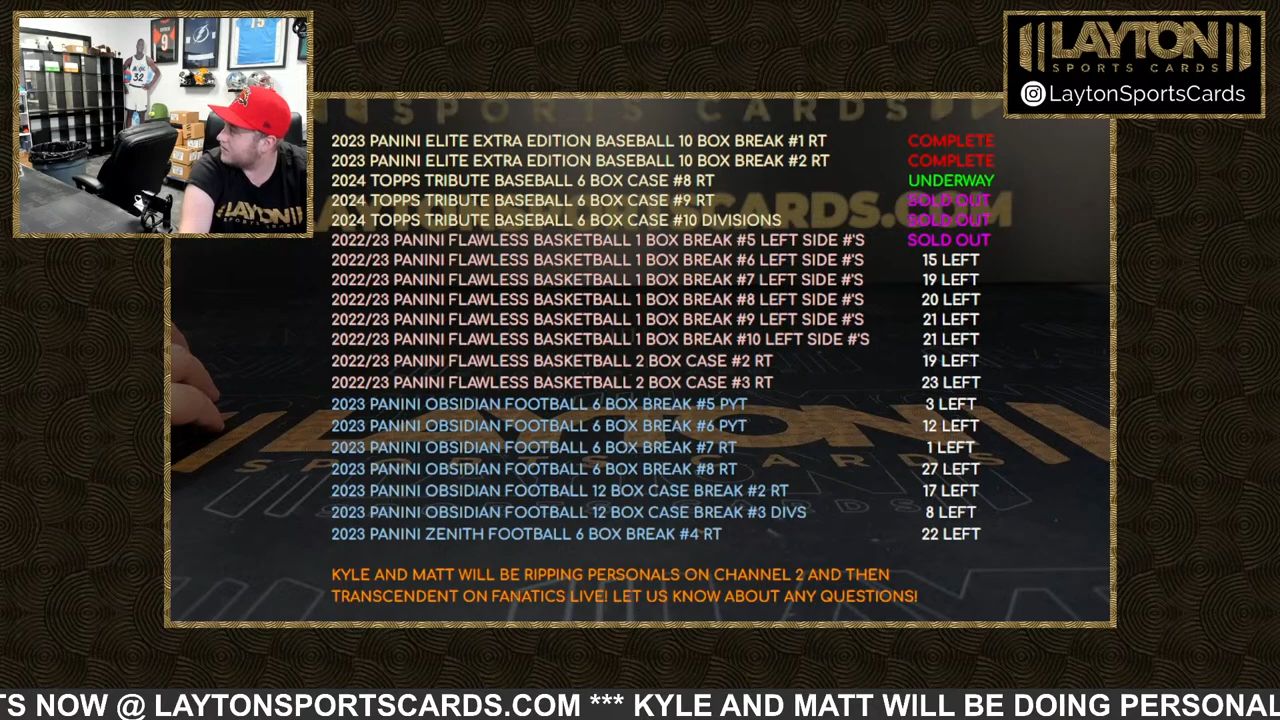 LAYTON
SPORTS CARDS
LaytonSportsCards
SPORTS CARDS
2023 PANINI ELITE EXTRA EDITION BASEBALL 10 BOX BREAK #1 RT COMPLETE
2023 PANINI ELITE EXTRA EDITION BASEBALL 10 BOX BREAK #2 RT COMPLETE
2024 TOPPS TRIBUTE BASEBALL 6 BOX CASE #8 RT UNDERWAY
2024 TOPPS TRIBUTE BASEBALL 6 BOX CASE #9 RT SOLD OUT
2024 TOPPS TRIBUTE BASEBALL 6 BOX CASE #10 DIVISIONS SOLD OUT
2022/23 PANINI FLAWLESS BASKETBALL 1 BOX BREAK #5 LEFT SIDE #'S SOLD OUT
2022/23 PANINI FLAWLESS BASKETBALL 1 BOX BREAK #6 LEFT SIDE #'S 15 LEFT
2022/23 PANINI FLAWLESS BASKETBALL 1 BOX BREAK #7 LEFT SIDE #'S 19 LEFT
2022/23 PANINI FLAWLESS BASKETBALL 1 BOX BREAK #8 LEFT SIDE #'S 20 LEFT
2022/23 PANINI FLAWLESS BASKETBALL 1 BOX BREAK #9 LEFT SIDE #'S 21 LEFT
2022/23 PANINI FLAWLESS BASKETBALL 1 BOX BREAK #10 LEFT SIDE #'S 21 LEFT
2022/23 PANINI FLAWLESS BASKETBALL 2 BOX CASE #2 RT 19 LEFT
2022/23 PANINI FLAWLESS BASKETBALL 2 BOX CASE #3 RT 23 LEFT
2023 PANINI OBSIDIAN FOOTBALL 6 BOX BREAK #5 PYT 3 LEFT
2023 PANINI OBSIDIAN FOOTBALL 6 BOX BREAK #6 PYT 12 LEFT
2023 PANINI OBSIDIAN FOOTBALL 6 BOX BREAK #7 RT 1 LEFT
2023 PANINI OBSIDIAN FOOTBALL 6 BOX BREAK #8 RT 27 LEFT
2023 PANINI OBSIDIAN FOOTBALL 12 BOX CASE BREAK #2 RT 17 LEFT
2023 PANINI OBSIDIAN FOOTBALL 12 BOX CASE BREAK #3 DIVS 8 LEFT
2023 PANINI ZENITH FOOTBALL 6 BOX BREAK #4 RT 22 LEFT
KYLE AND MATT WILL BE RIPPING PERSONALS ON CHANNEL 2 AND THEN
TRANSCENDENT ON FANATICS LIVE! LET US KNOW ABOUT ANY QUESTIONS!
TS NOW @ LAYTONSPORTSCARDS.COM *** KYLE AND MATT WILL BE DOING PERSONAL